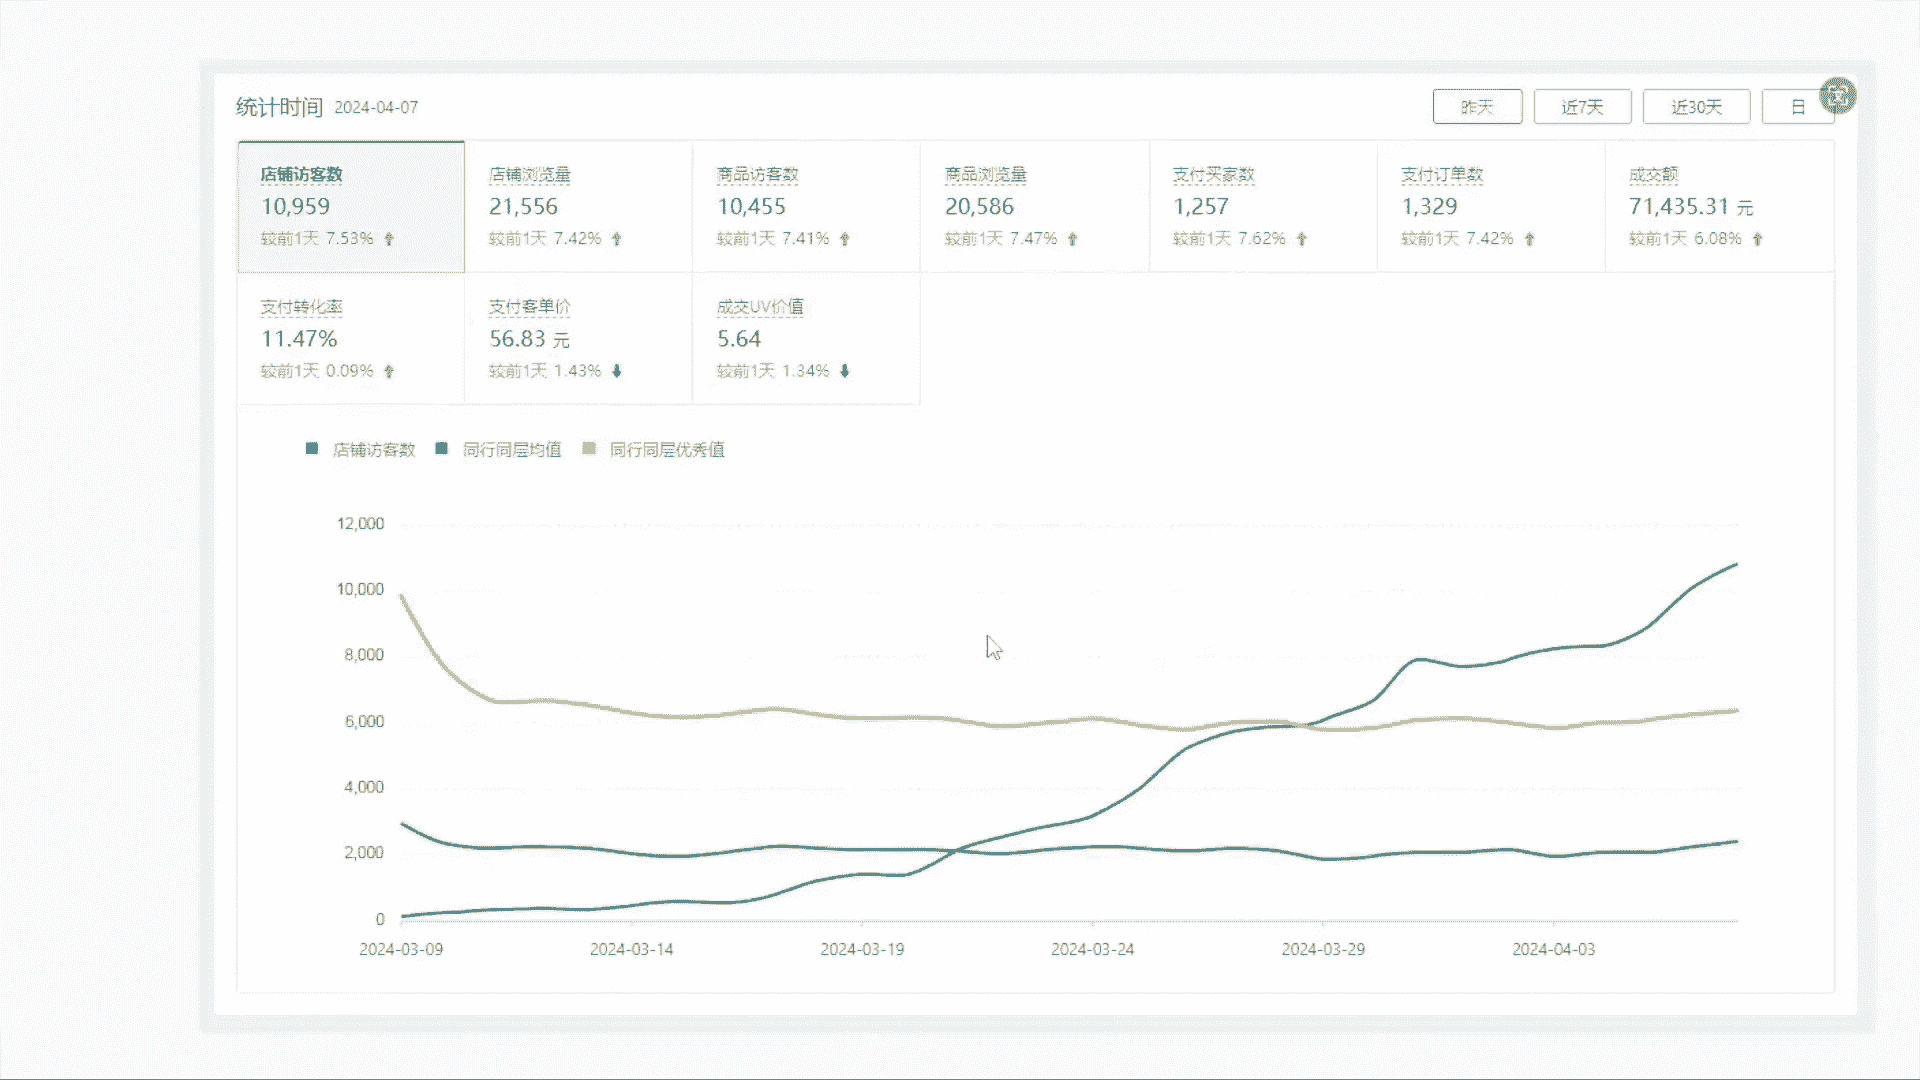 统计时间 2024-04-07 昨天 近7天 近30天 日
店铺访客数 店铺浏览量 商品访客数 商品浏览量 支付买家数 支付订单数 成交额
10,959 21,556 10,455 20,586 1,257 1,329 71,435.31 元
较前1天 7.53% 较前1天 7.42% 较前1天 7.41% 较前1天 7.47% 较前1天 7.62% 较前1天 7.42% 较前1天 6.08%
支付转化率 支付客单价 成交UV价值
11.47% 56.83 元 5.64
较前1天 0.09% 较前1天 1.43% 较前1天 1.34%
店铺访客数 同行同层均值 同行同层优秀值
12,000
10,000
8,000
6,000
4,000
2,000
0
2024-03-09 2024-03-14 2024-03-19 2024-03-24 2024-03-29 2024-04-03